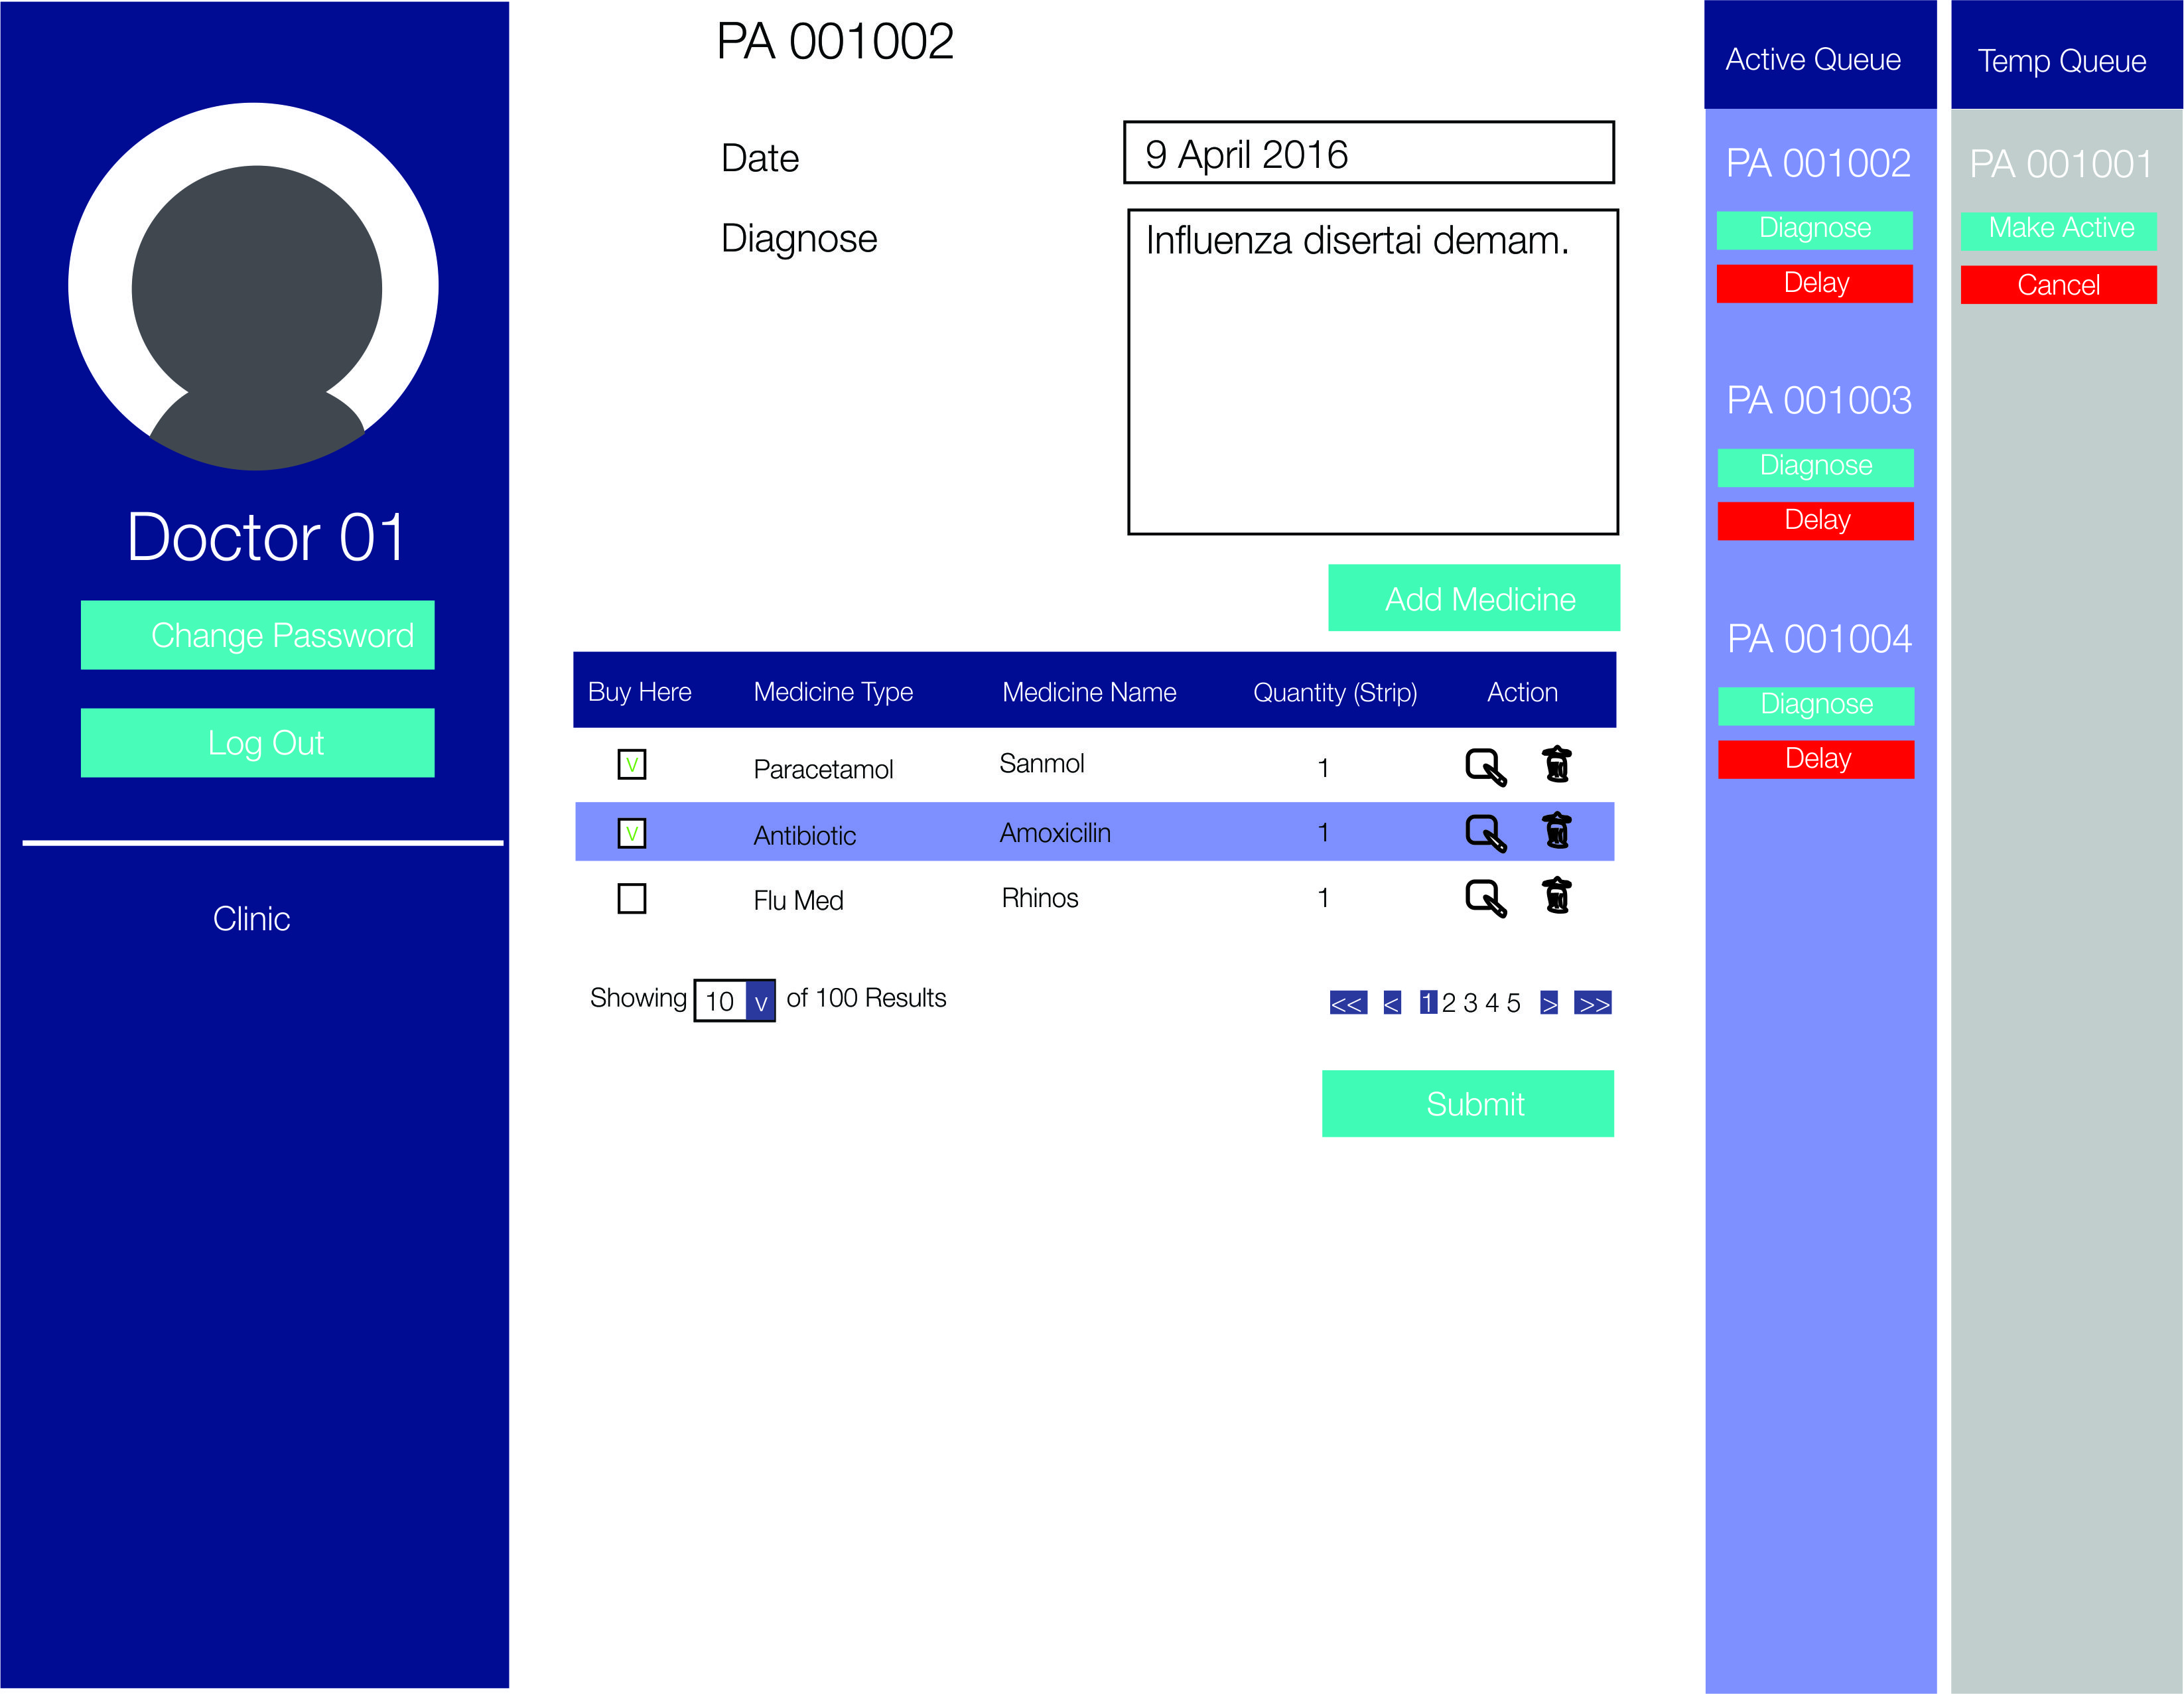 Doctor 01
Change Password
Log Out
Clinic
PA 001002
Date
9 April 2016
Diagnose
Influenza disertai demam.
Add Medicine
Buy Here Medicine Type Medicine Name Quantity (Strip) Action
v Paracetamol Sanmol 1
v Antibiotic Amoxicilin 1
Flu Med Rhinos 1
Showing 10 v of 100 Results
<< < 1 2 3 4 5 > >>
Submit
Active Queue
PA 001002
Diagnose
Delay
PA 001003
Diagnose
Delay
PA 001004
Diagnose
Delay
Temp Queue
PA 001001
Make Active
Cancel